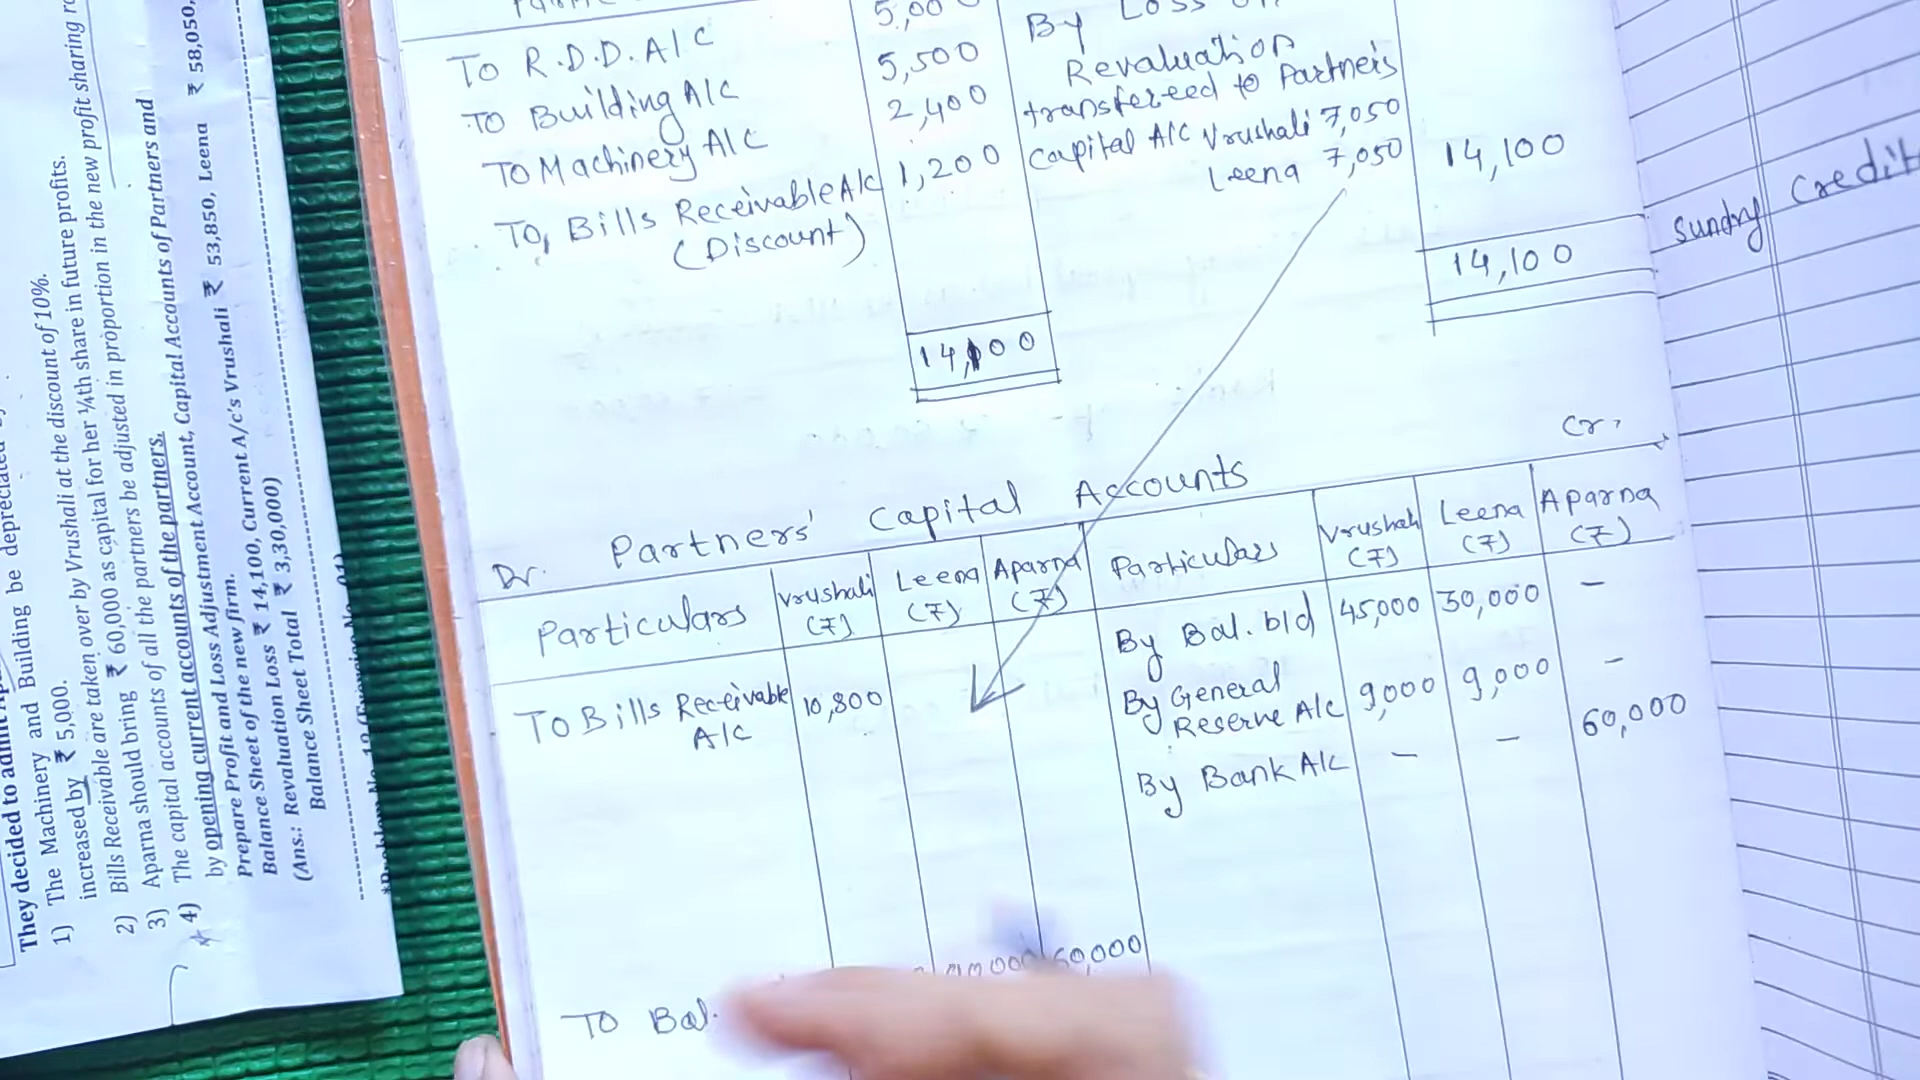 They decided to admit
1) The Machinery and Building be depreciated
increased by ₹ 5,000.
2) Bills Receivable are taken over by Vrushali at the discount of 10%.
3) Aparna should bring ₹ 60,000 as capital for her ¼th share in future profits.
4) The capital accounts of all the partners be adjusted in proportion in the new profit sharing
by opening current accounts of the partners.
Prepare Profit and Loss Adjustment Account, Capital Accounts of Partners and
Balance Sheet of the new firm.
(Ans.: Revaluation Loss ₹ 14,100, Current A/c's Vrushali ₹ 53,850, Leena ₹ 58,050,
Balance Sheet Total ₹ 3,30,000)
To R.D.D. A/C 5,00
To Building A/C 5,500
To Machinery A/C 2,400
To, Bills Receivable A/c 1,200
(Discount)
14,100
By Loss
Revaluation
transfereed to Partners
capital A/C Vrushali 7,050
Leena 7,050 14,100
14,100
Sundry Credit
Partners' Capital Accounts
Dr. Cr.
Particulars Vrushali (₹) Leena (₹) Aparna (₹) Particulars Vrushali (₹) Leena (₹) Aparna (₹)
By Bal. b/d 45,000 30,000 -
To Bills Receivable A/C 10,800 By General Reserve A/c 9,000 9,000 -
By Bank A/c - - 60,000
To Bal. 60,000